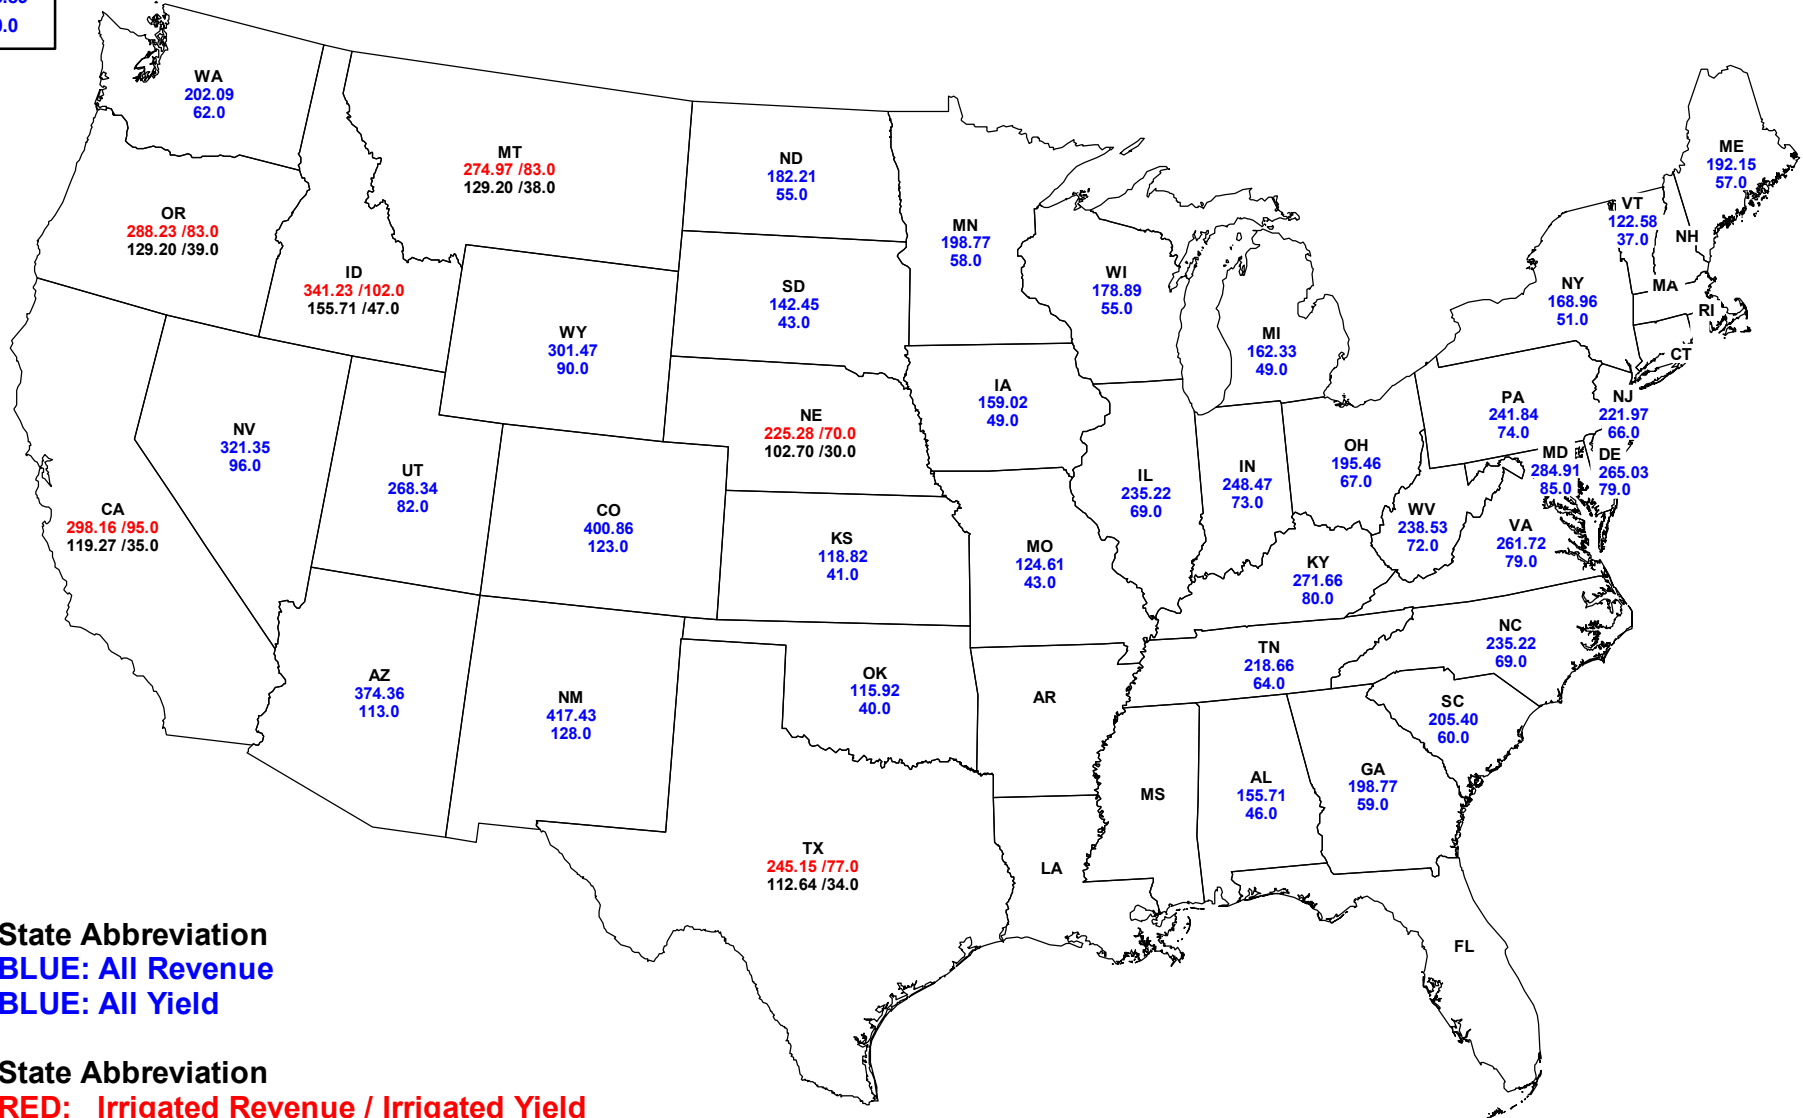 0.0
WA
202.09
62.0
MT
274.97 /83.0
129.20 /38.0
ND
182.21
55.0
ME
192.15
57.0
OR
288.23 /83.0
129.20 /39.0
MN
198.77
58.0
VT
122.58
37.0
NH
ID
341.23 /102.0
155.71 /47.0
SD
142.45
43.0
WI
178.89
55.0
NY
168.96
51.0
MA
RI
WY
301.47
90.0
MI
162.33
49.0
CT
IA
159.02
49.0
NE
225.28 /70.0
102.70 /30.0
PA
241.84
74.0
NJ
221.97
66.0
NV
321.35
96.0
UT
268.34
82.0
OH
195.46
67.0
MD
284.91
85.0
DE
265.03
79.0
IL
235.22
69.0
IN
248.47
73.0
CA
298.16 /95.0
119.27 /35.0
CO
400.86
123.0
KS
118.82
41.0
MO
124.61
43.0
WV
238.53
72.0
VA
261.72
79.0
KY
271.66
80.0
NC
235.22
69.0
TN
218.66
64.0
AZ
374.36
113.0
NM
417.43
128.0
OK
115.92
40.0
AR
SC
205.40
60.0
MS
AL
155.71
46.0
GA
198.77
59.0
TX
245.15 /77.0
112.64 /34.0
LA
FL
State Abbreviation
BLUE: All Revenue
BLUE: All Yield
State Abbreviation
RED: Irrigated Revenue / Irrigated Yield